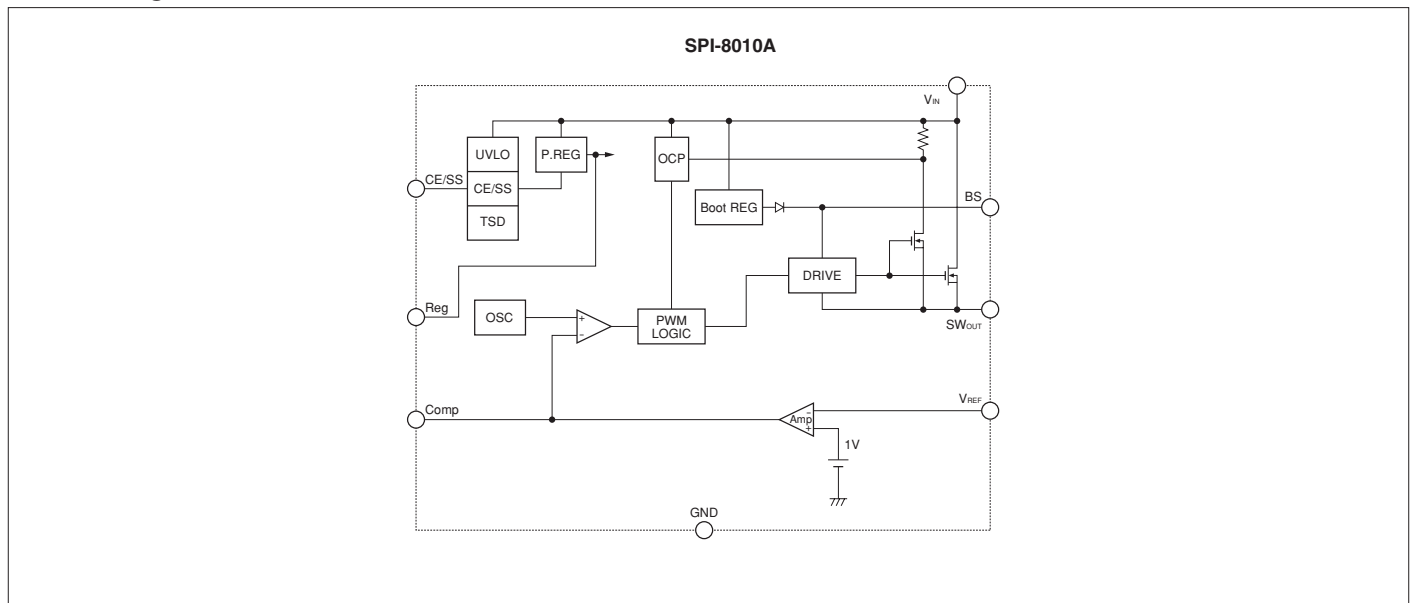 SPI-8010A
VIN
UVLO
P.REG
OCP
CE/SS
CE/SS
TSD
Boot REG
BS
DRIVE
Reg
OSC
+
−
PWM
LOGIC
SWOUT
Comp
VREF
−
Amp
+
1V
GND